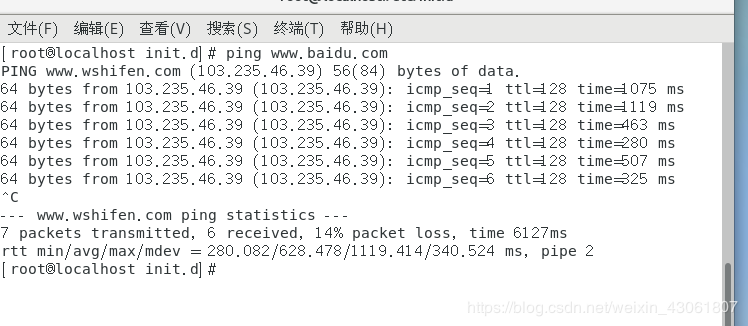 文件(F) 编辑(E) 查看(V) 搜索(S) 终端(T) 帮助(H)
[root@localhost init.d]# ping www.baidu.com
PING www.wshifen.com (103.235.46.39) 56(84) bytes of data.
64 bytes from 103.235.46.39 (103.235.46.39): icmp_seq=1 ttl=128 time=1075 ms
64 bytes from 103.235.46.39 (103.235.46.39): icmp_seq=2 ttl=128 time=1119 ms
64 bytes from 103.235.46.39 (103.235.46.39): icmp_seq=3 ttl=128 time=463 ms
64 bytes from 103.235.46.39 (103.235.46.39): icmp_seq=4 ttl=128 time=280 ms
64 bytes from 103.235.46.39 (103.235.46.39): icmp_seq=5 ttl=128 time=507 ms
64 bytes from 103.235.46.39 (103.235.46.39): icmp_seq=6 ttl=128 time=325 ms
^C
--- www.wshifen.com ping statistics ---
7 packets transmitted, 6 received, 14% packet loss, time 6127ms
rtt min/avg/max/mdev = 280.082/628.478/1119.414/340.524 ms, pipe 2
[root@localhost init.d]#
https://blog.csdn.net/weixin_43061807